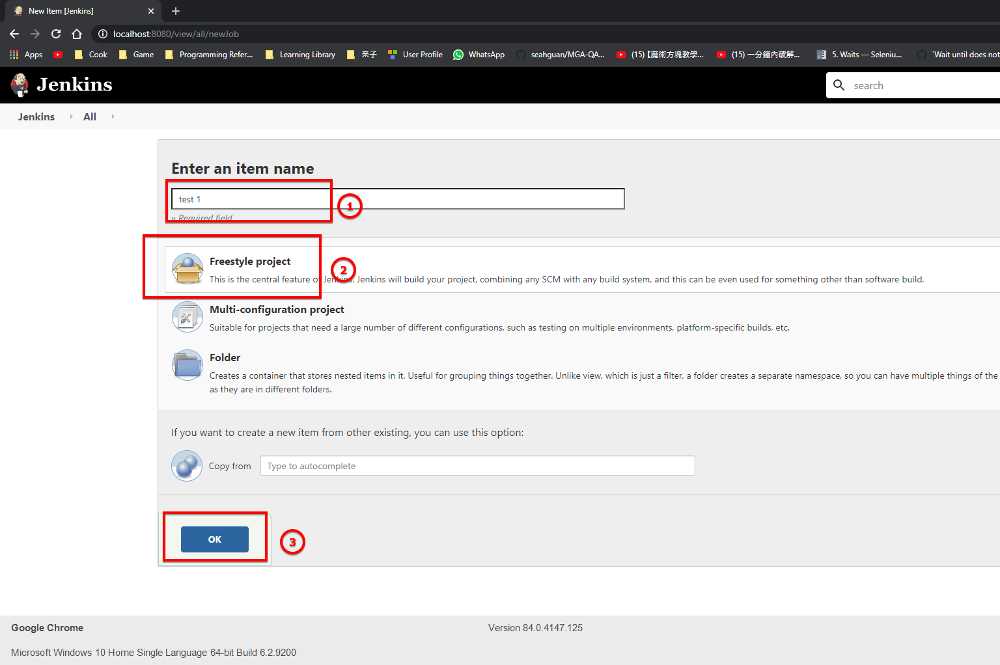 New Item [Jenkins]
localhost:8080/view/all/newJob
Apps Cook Game Programming Refer... Learning Library 亲子 User Profile WhatsApp seahguan/MGA-QA... (15)【魔術方塊教學... (15) 一分鐘內破解... 5. Waits — Seleniu... `Wait until does not
Jenkins
search
Jenkins All
Enter an item name
test 1
1
» Required field
Freestyle project
2
This is the central feature of Jenkins. Jenkins will build your project, combining any SCM with any build system, and this can be even used for something other than software build.
Multi-configuration project
Suitable for projects that need a large number of different configurations, such as testing on multiple environments, platform-specific builds, etc.
Folder
Creates a container that stores nested items in it. Useful for grouping things together. Unlike view, which is just a filter, a folder creates a separate namespace, so you can have multiple things of the
as they are in different folders.
If you want to create a new item from other existing, you can use this option:
Copy from Type to autocomplete
OK
3
Google Chrome Version 84.0.4147.125
Microsoft Windows 10 Home Single Language 64-bit Build 6.2.9200